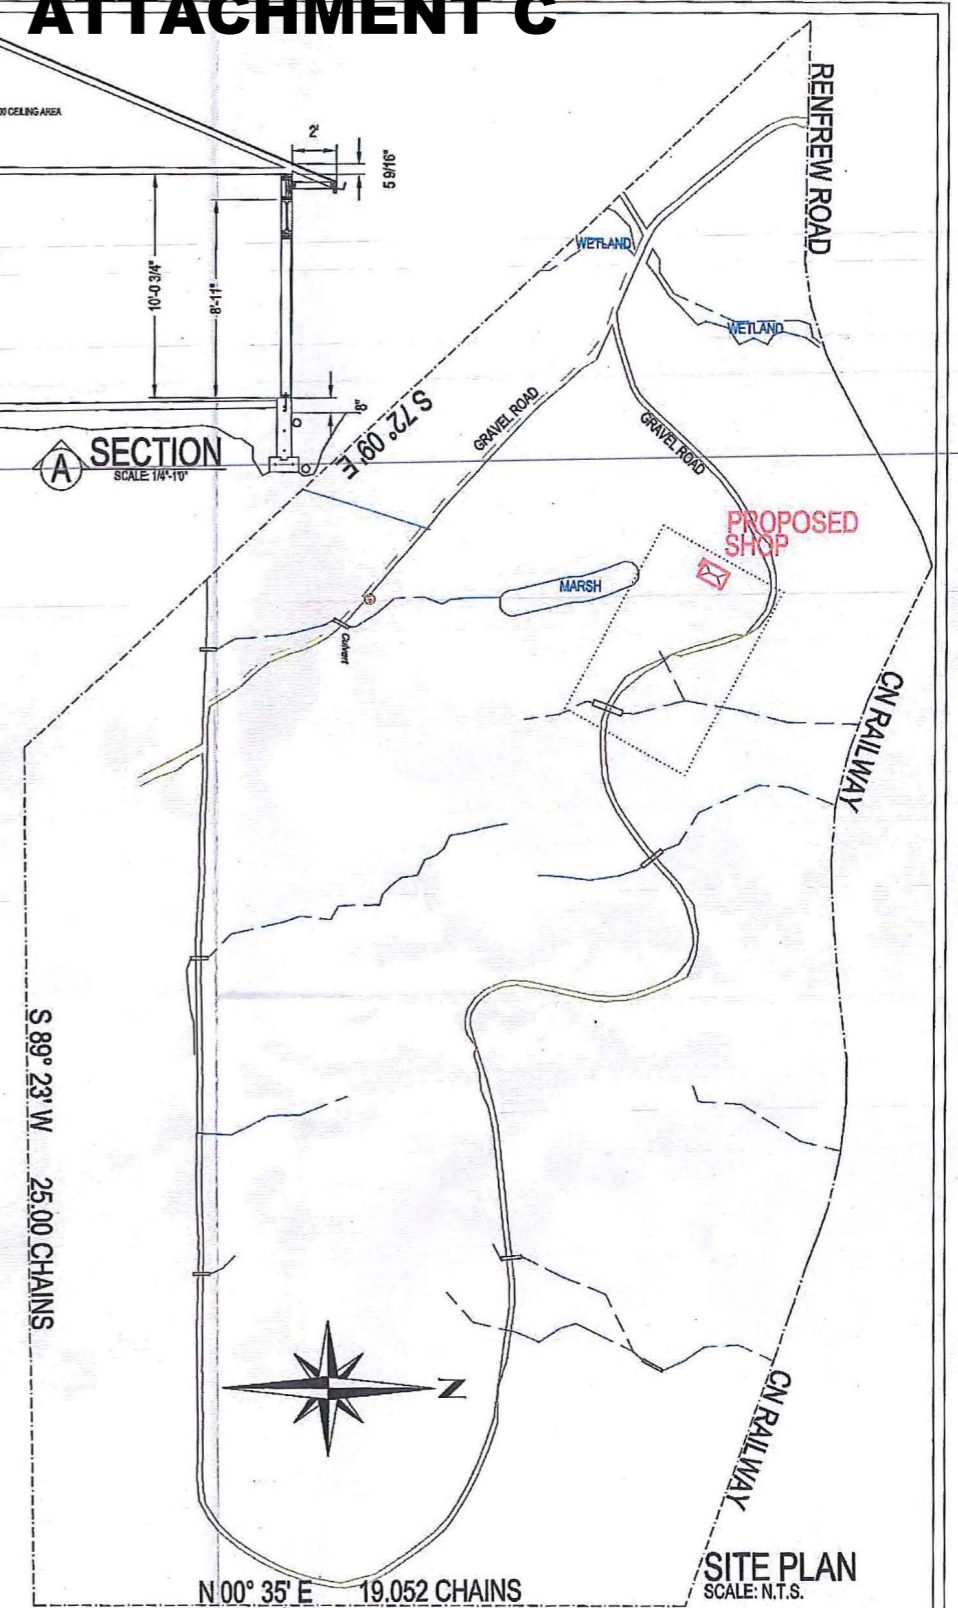 ATTACHMENT C
CEILING AREA
2'
5 9/16"
10'-0 3/4"
8'-11"
8"
A
SECTION
SCALE: 1/4"-1'0"
RENFREW ROAD
WETLAND
WETLAND
S 72° 09' E
GRAVEL ROAD
GRAVEL ROAD
PROPOSED
SHOP
MARSH
Culvert
CN RAILWAY
S 89° 23' W 25.00 CHAINS
N
CN RAILWAY
N 00° 35' E 19.052 CHAINS
SITE PLAN
SCALE: N.T.S.